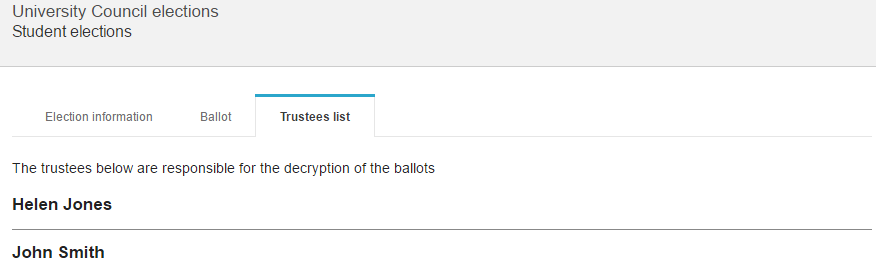 University Council elections
Student elections
Election information Ballot Trustees list
The trustees below are responsible for the decryption of the ballots
Helen Jones
John Smith